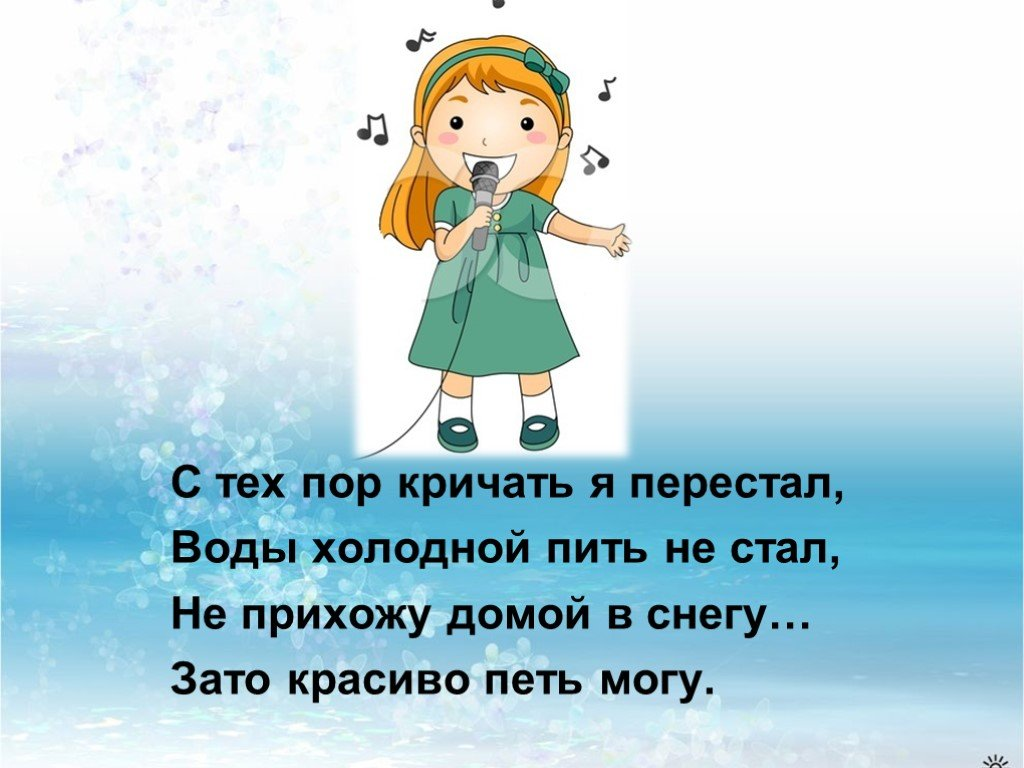 С тех пор кричать я перестал,
Воды холодной пить не стал,
Не прихожу домой в снегу…
Зато красиво петь могу.